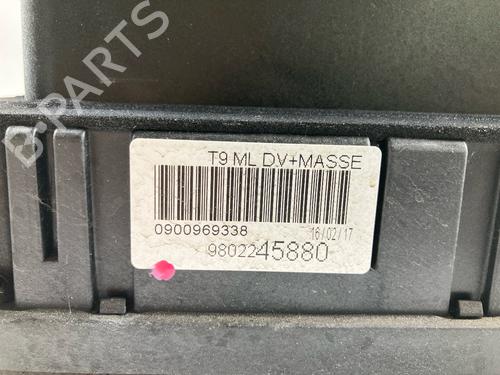 B-PARTS
T9 ML DV+MASSE
0900969338 16/02/17
9802245880